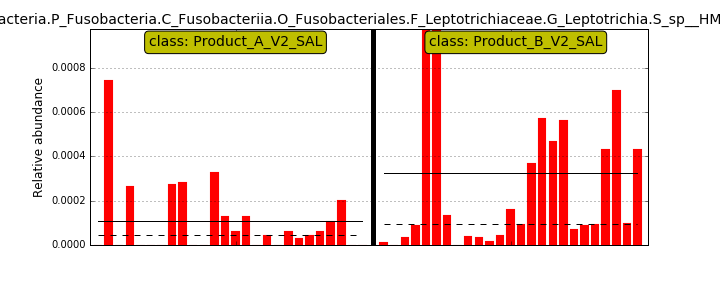 acteria.P_Fusobacteria.C_Fusobacteriia.O_Fusobacteriales.F_Leptotrichiaceae.G_Leptotrichia.S_sp__HM
class: Product_A_V2_SAL
class: Product_B_V2_SAL
Relative abundance
0.0008
0.0006
0.0004
0.0002
0.0000